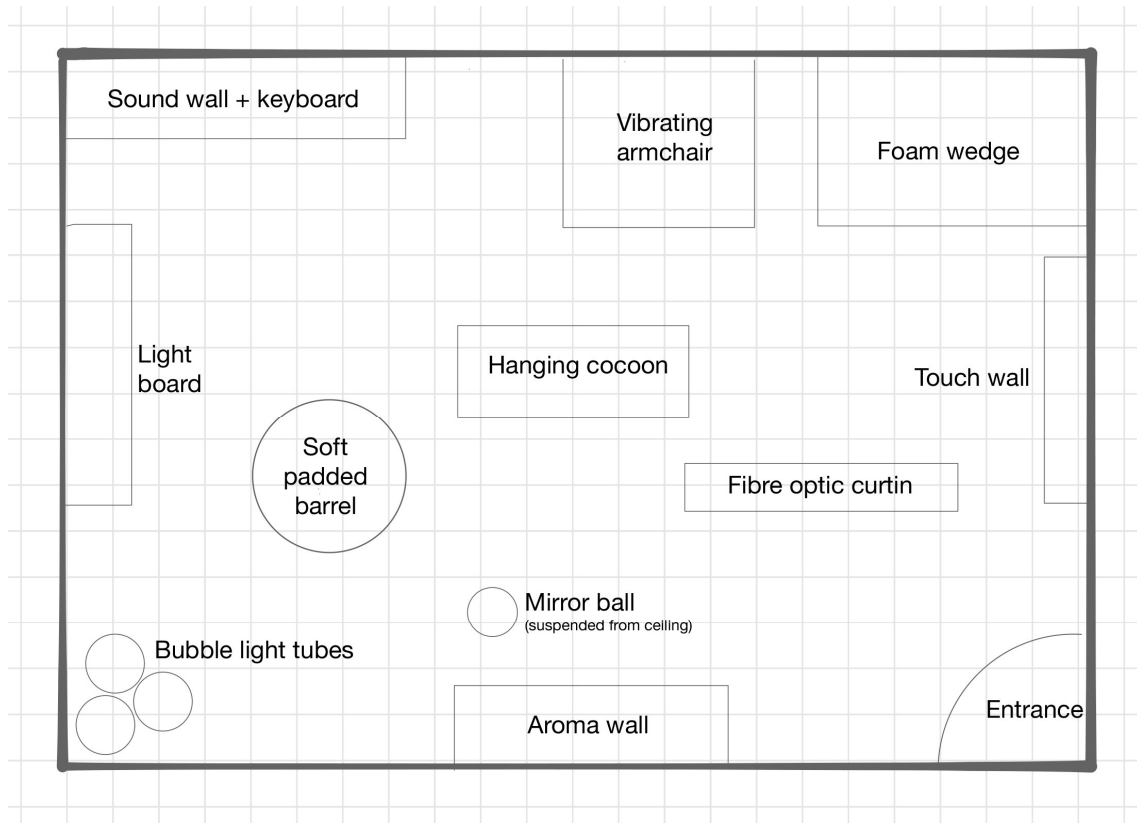 Sound wall + keyboard
Vibrating
armchair
Foam wedge
Light
board
Hanging cocoon
Touch wall
Soft
padded
barrel
Fibre optic curtin
Mirror ball
(suspended from ceiling)
Bubble light tubes
Aroma wall
Entrance